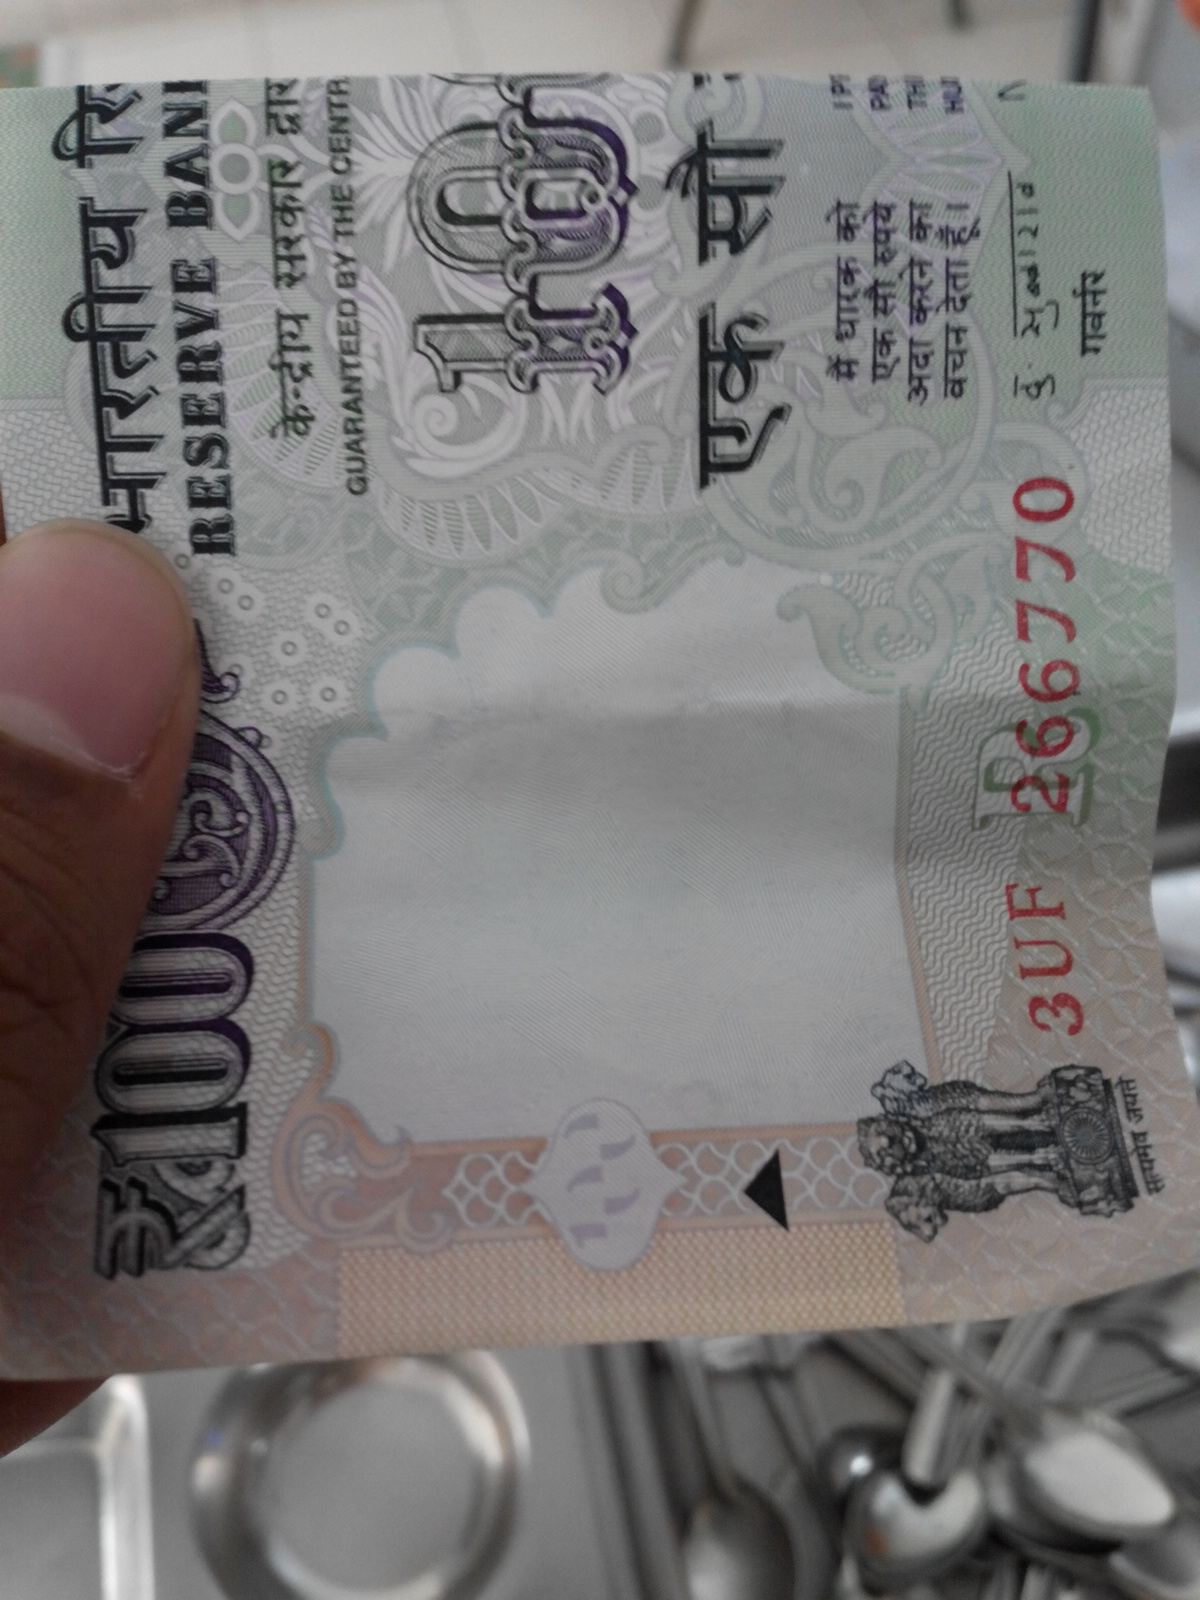 ₹100
भारतीय रि
RESERVE BAN
केन्द्रीय सरकार द्वार
GUARANTEED BY THE CENTR
100
एक सौ
मैं धारक को
एक सौ रुपये
अदा करने का
वचन देता हूँ।
गवर्नर
3UF 266770
R
सत्यमेव जयते